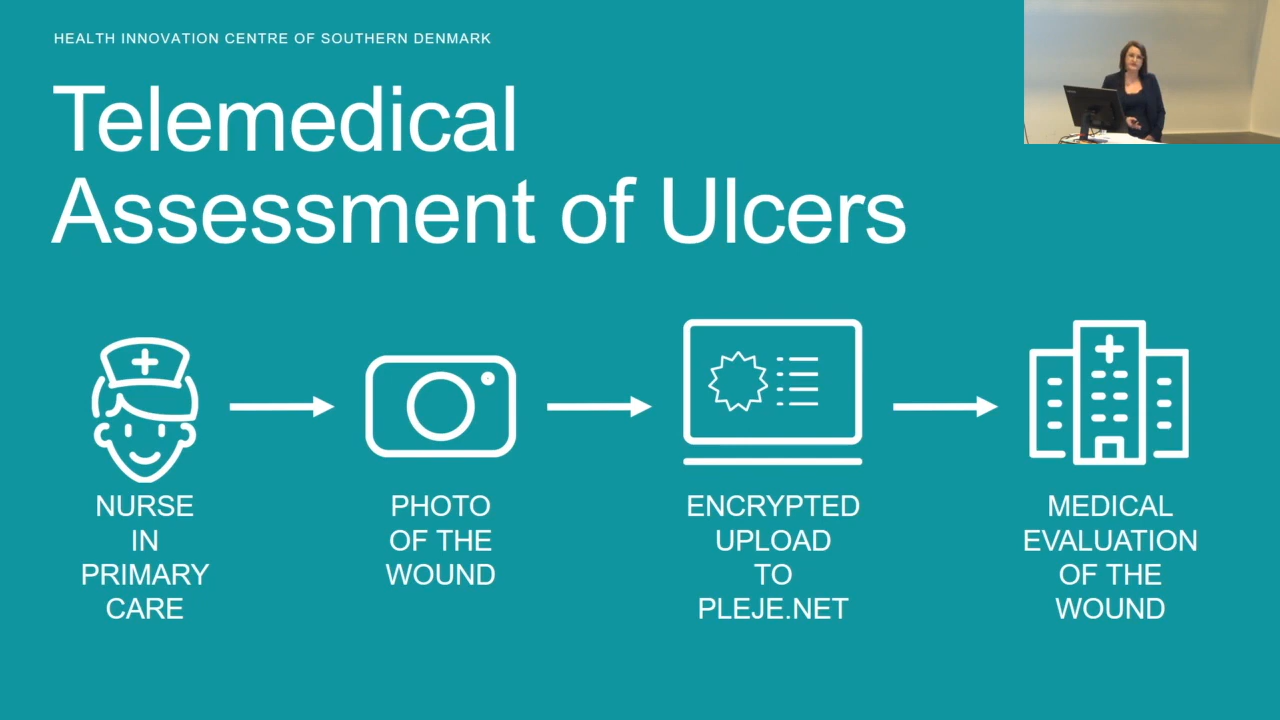 HEALTH INNOVATION CENTRE OF SOUTHERN DENMARK
Telemedical
Assessment of Ulcers
NURSE
IN
PRIMARY
CARE
PHOTO
OF THE
WOUND
ENCRYPTED
UPLOAD
TO
PLEJE.NET
MEDICAL
EVALUATION
OF THE
WOUND